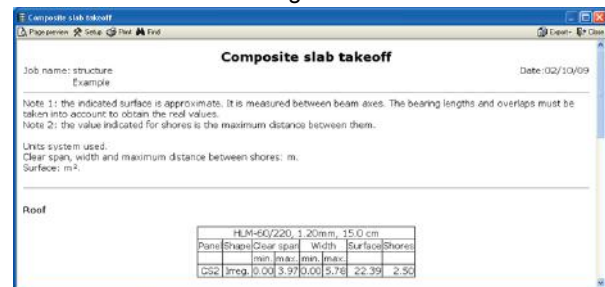 Composite slab takeoff
Page preview Setup Print Find Export Close
Composite slab takeoff
Job name: structure Date:02/10/09
Example
Note 1: the indicated surface is approximate. It is measured between beam axes. The bearing lengths and overlaps must be
taken into account to obtain the real values.
Note 2: the value indicated for shores is the maximum distance between them.
Units system used.
Clear span, width and maximum distance between shores: m.
Surface: m².
Roof
HLM-60/220, 1.20mm, 15.0 cm
Panel Shape Clear span Width Surface Shores
min. max. min. max.
CS2 Irreg. 0.00 3.97 0.00 5.78 22.39 2.50